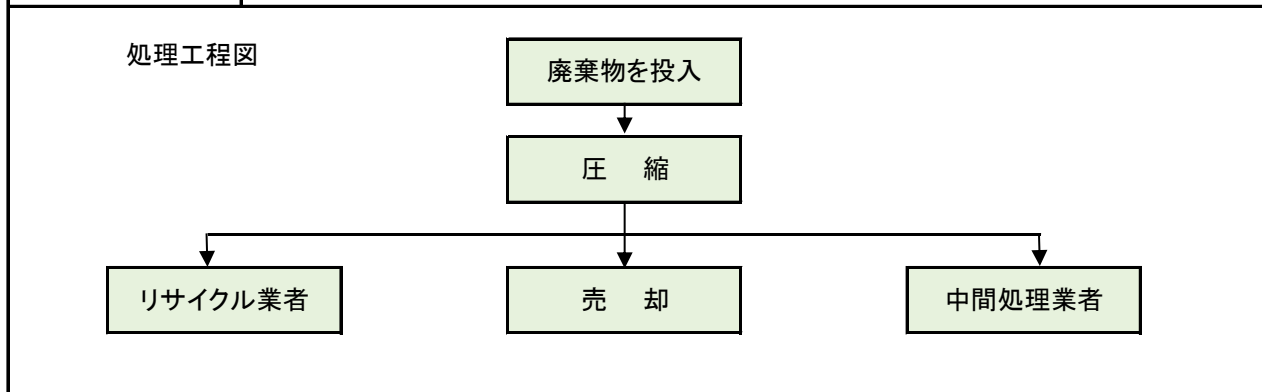 処理工程図
廃棄物を投入
圧　縮
リサイクル業者
売　却
中間処理業者